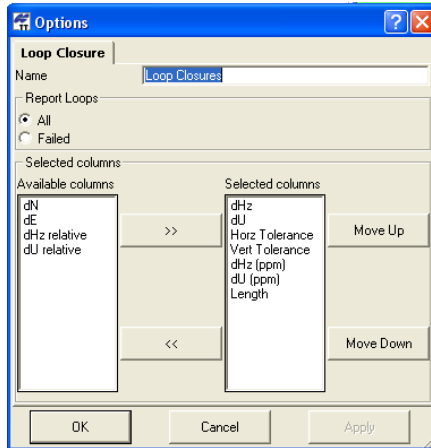 Options
Loop Closure
Name
Loop Closures
Report Loops
All
Failed
Selected columns
Available columns
Selected columns
dN
dE
dHz relative
dU relative
>>
<<
dHz
dU
Horz Tolerance
Vert Tolerance
dHz (ppm)
dU (ppm)
Length
Move Up
Move Down
OK
Cancel
Apply